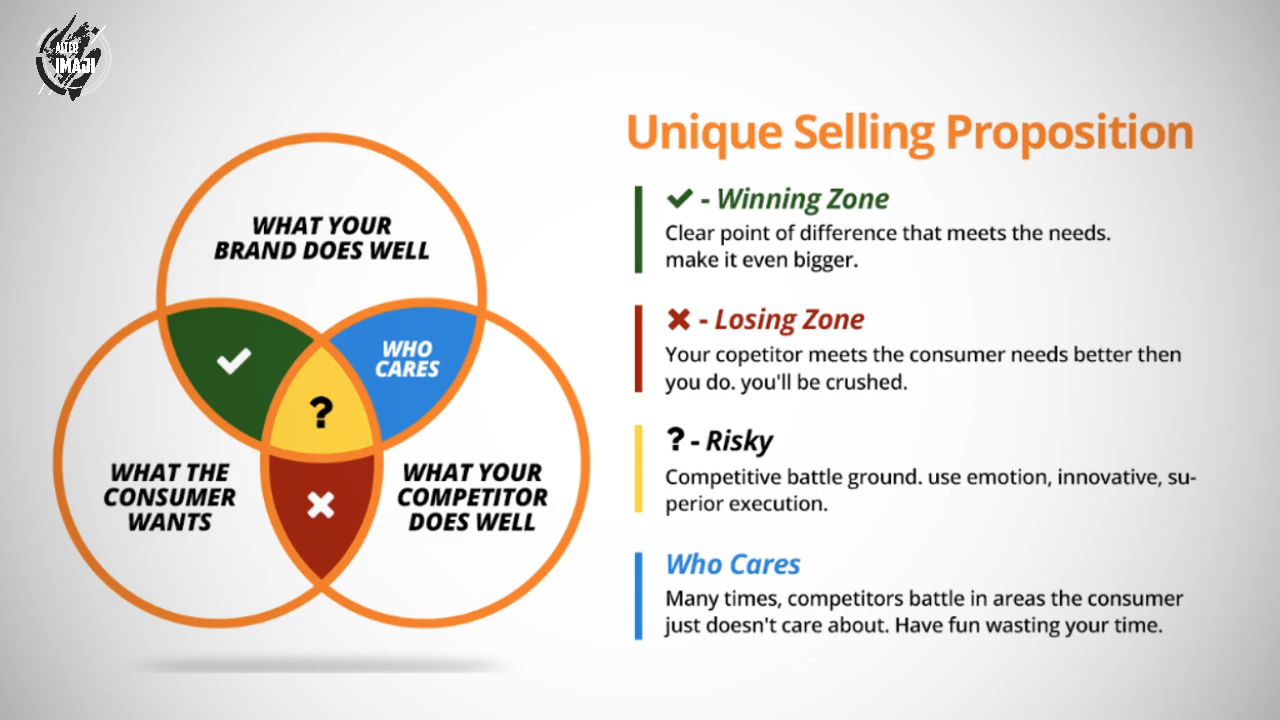 ALTER
IMAJI
Unique Selling Proposition
WHAT YOUR
BRAND DOES WELL
✔ - Winning Zone
Clear point of difference that meets the needs.
make it even bigger.
✖ - Losing Zone
Your copetitor meets the consumer needs better then
you do. you'll be crushed.
WHO
CARES
?
? - Risky
Competitive battle ground. use emotion, innovative, su-
perior execution.
WHAT THE
CONSUMER
WANTS
WHAT YOUR
COMPETITOR
DOES WELL
Who Cares
Many times, competitors battle in areas the consumer
just doesn't care about. Have fun wasting your time.